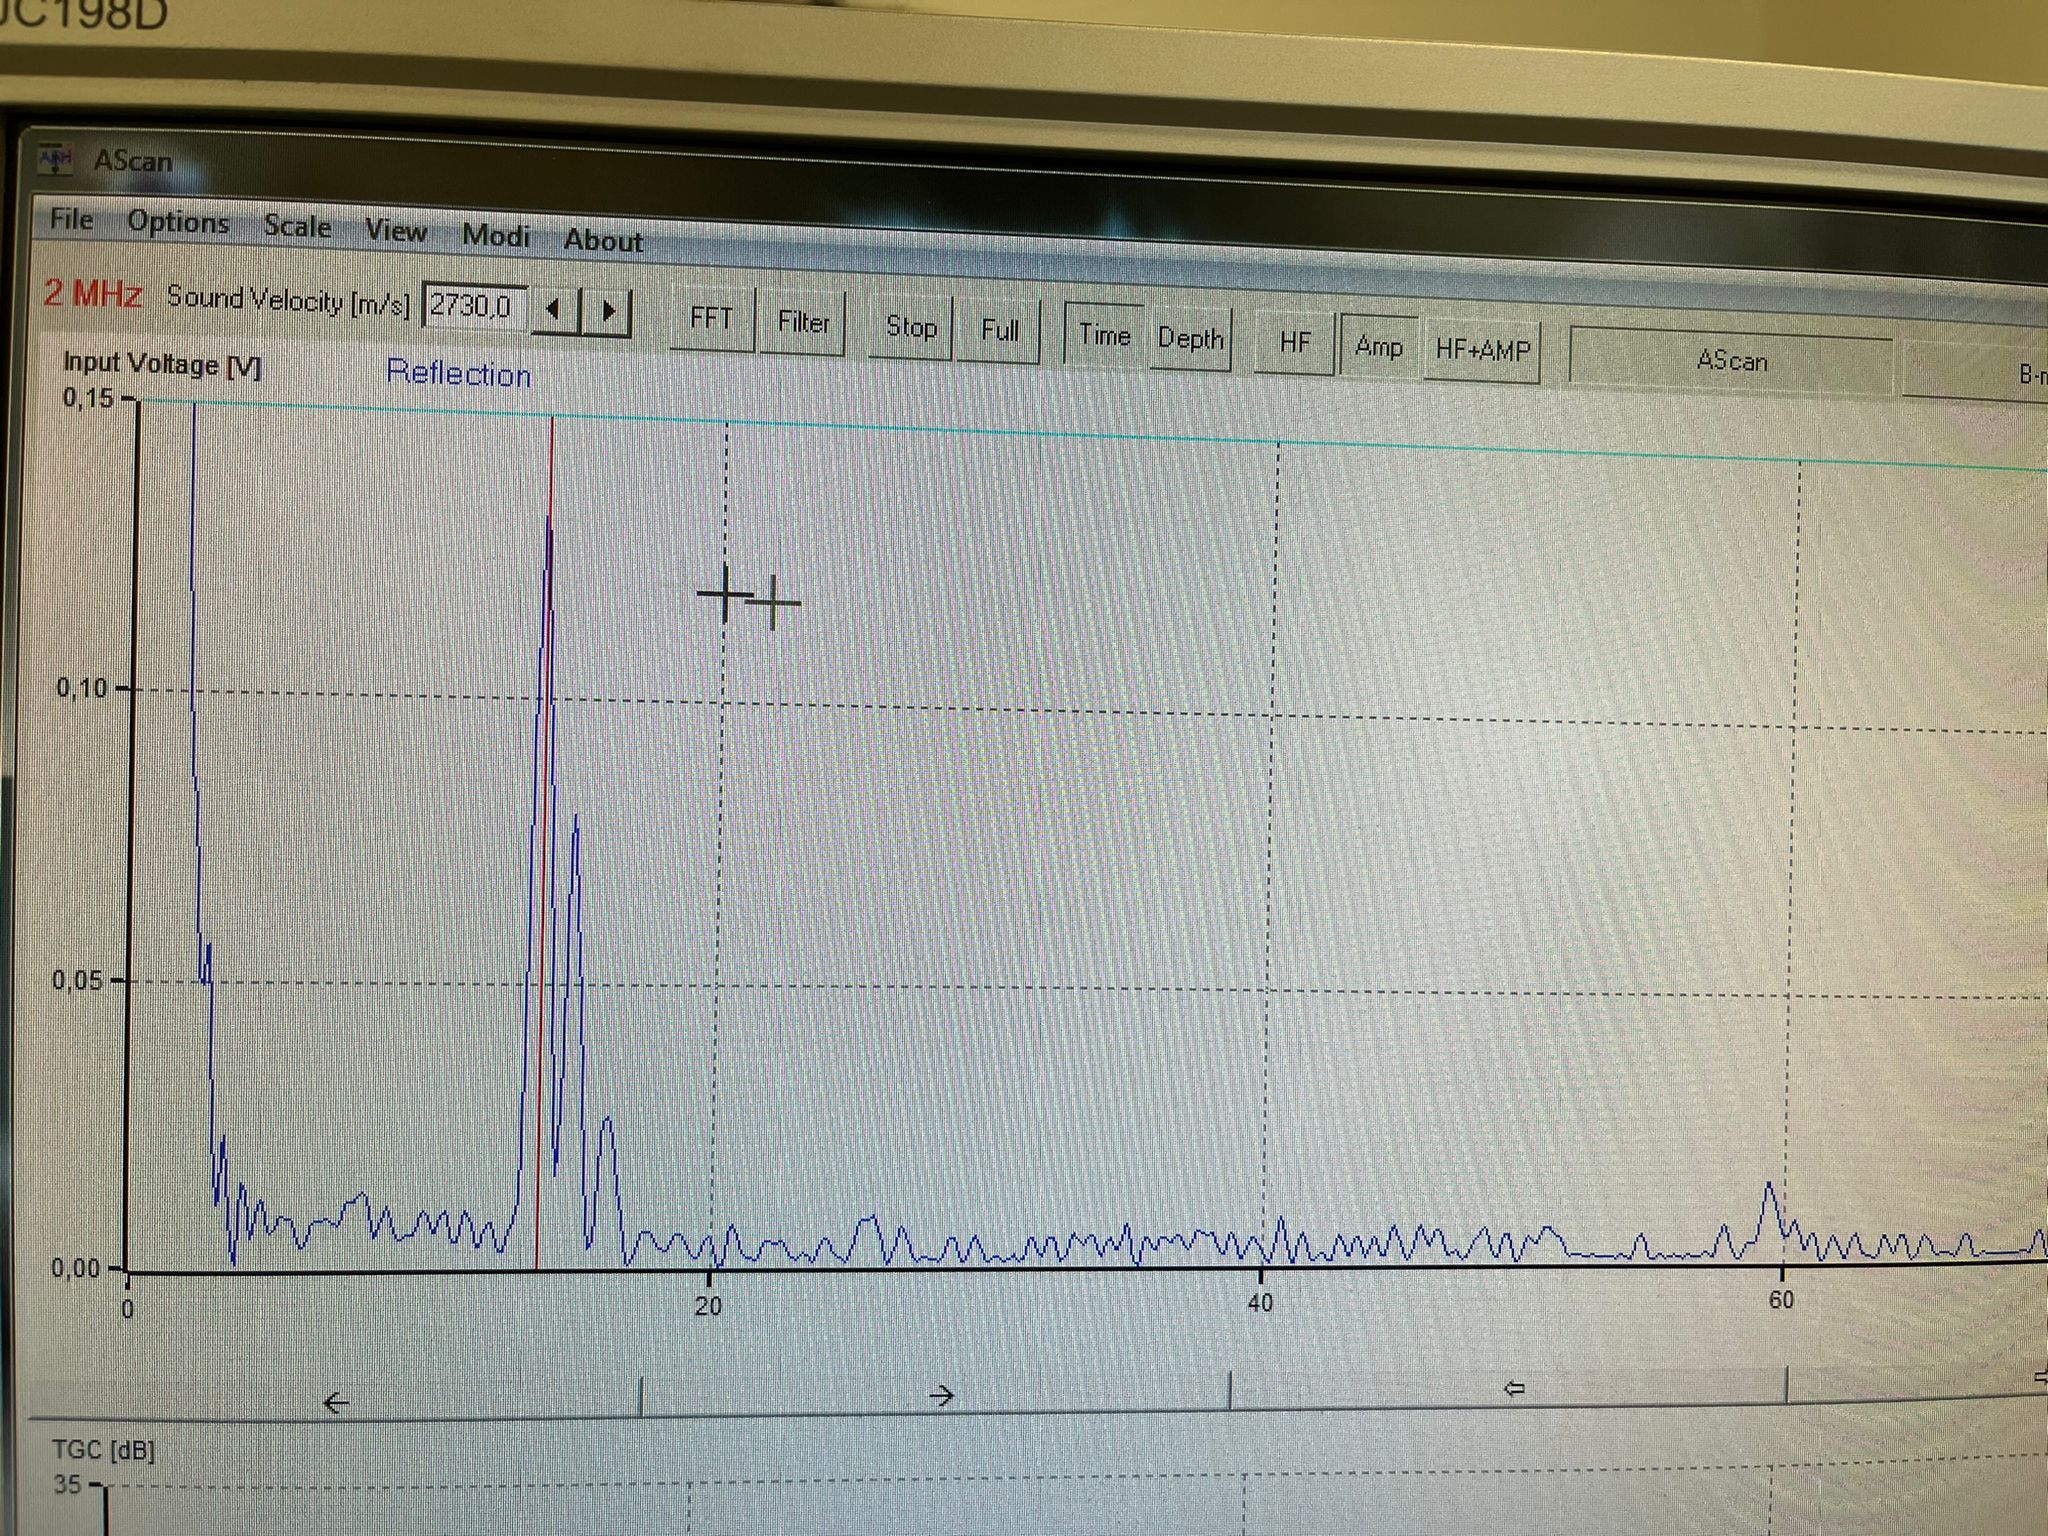 JC198D
AScan
File Options Scale View Modi About
2 MHz Sound Velocity [m/s] 2730,0 FFT Filter Stop Full Time Depth HF Amp HF+AMP AScan
Input Voltage [V] Reflection
0,15
0,10
0,05
0,00
0 20 40 60
TGC [dB]
35